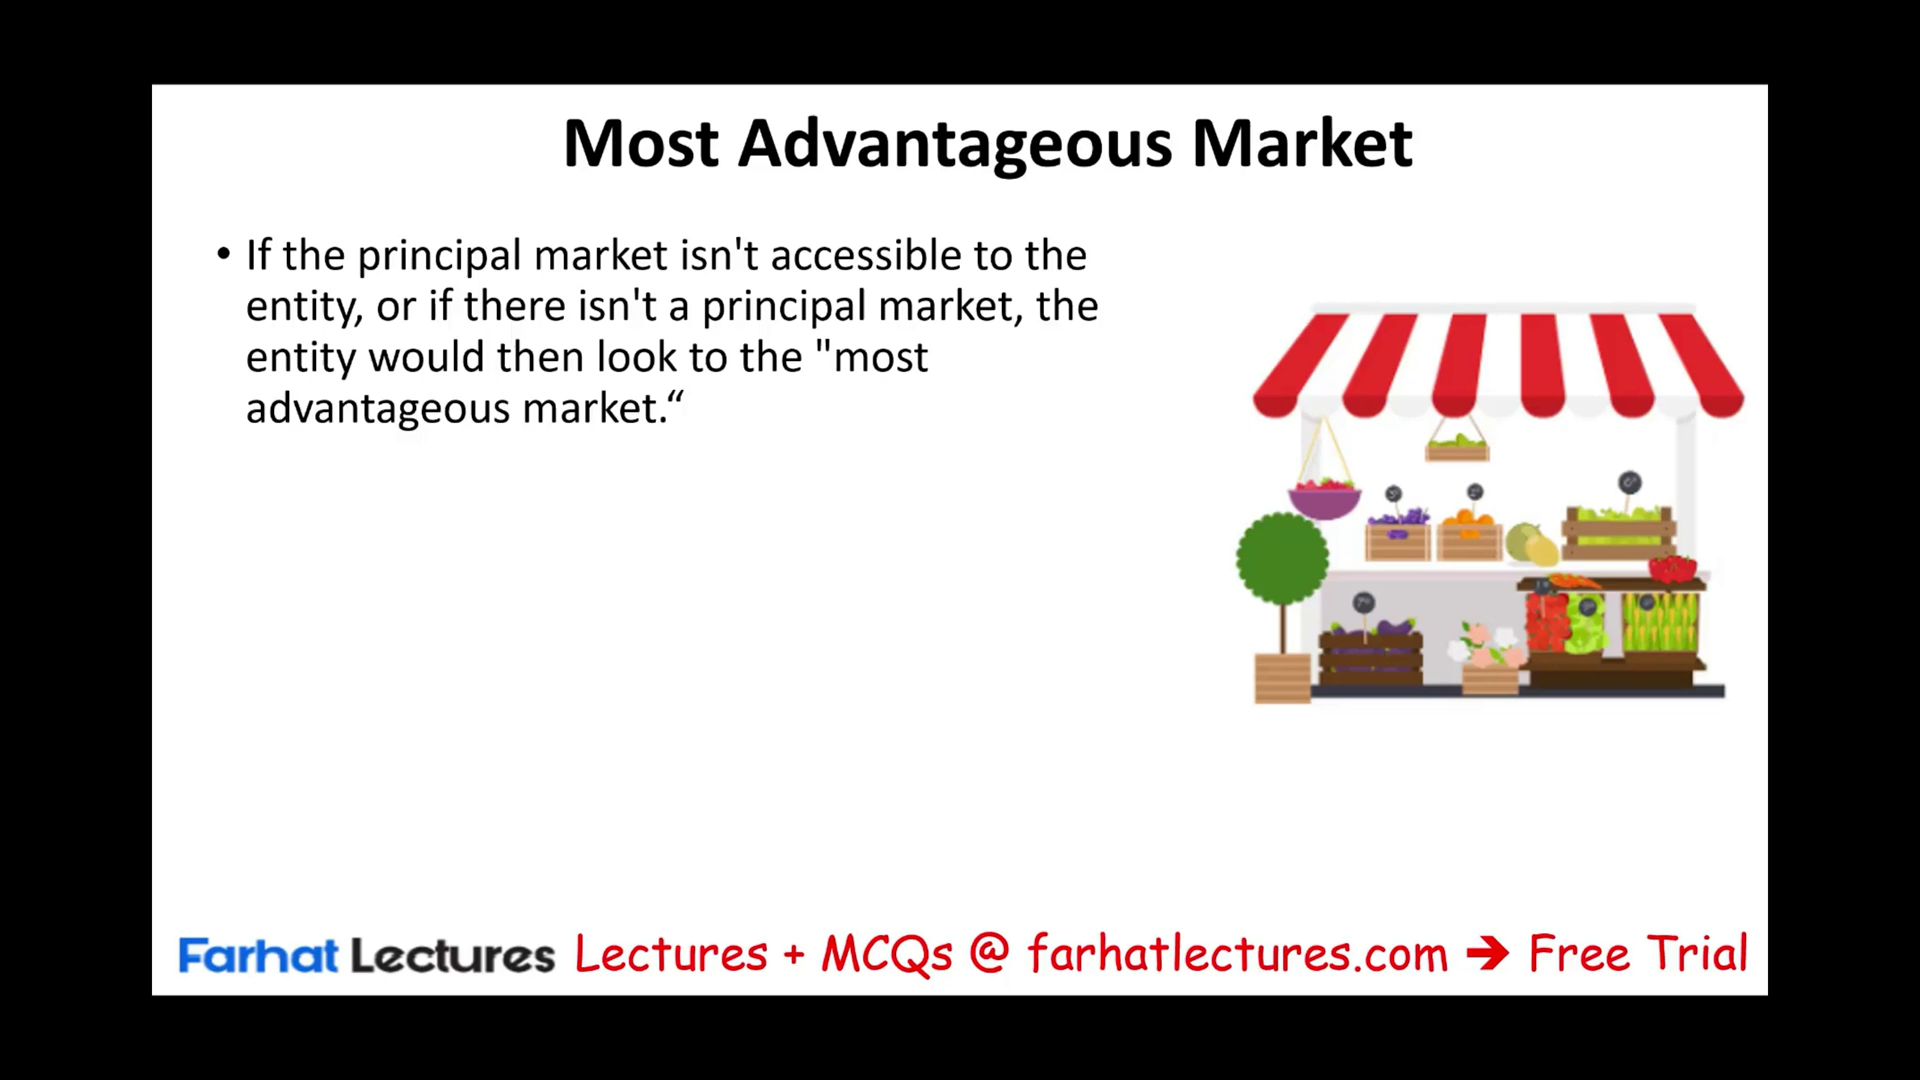 Most Advantageous Market
• If the principal market isn't accessible to the
entity, or if there isn't a principal market, the
entity would then look to the "most
advantageous market.“
Farhat Lectures Lectures + MCQs @ farhatlectures.com ➔ Free Trial